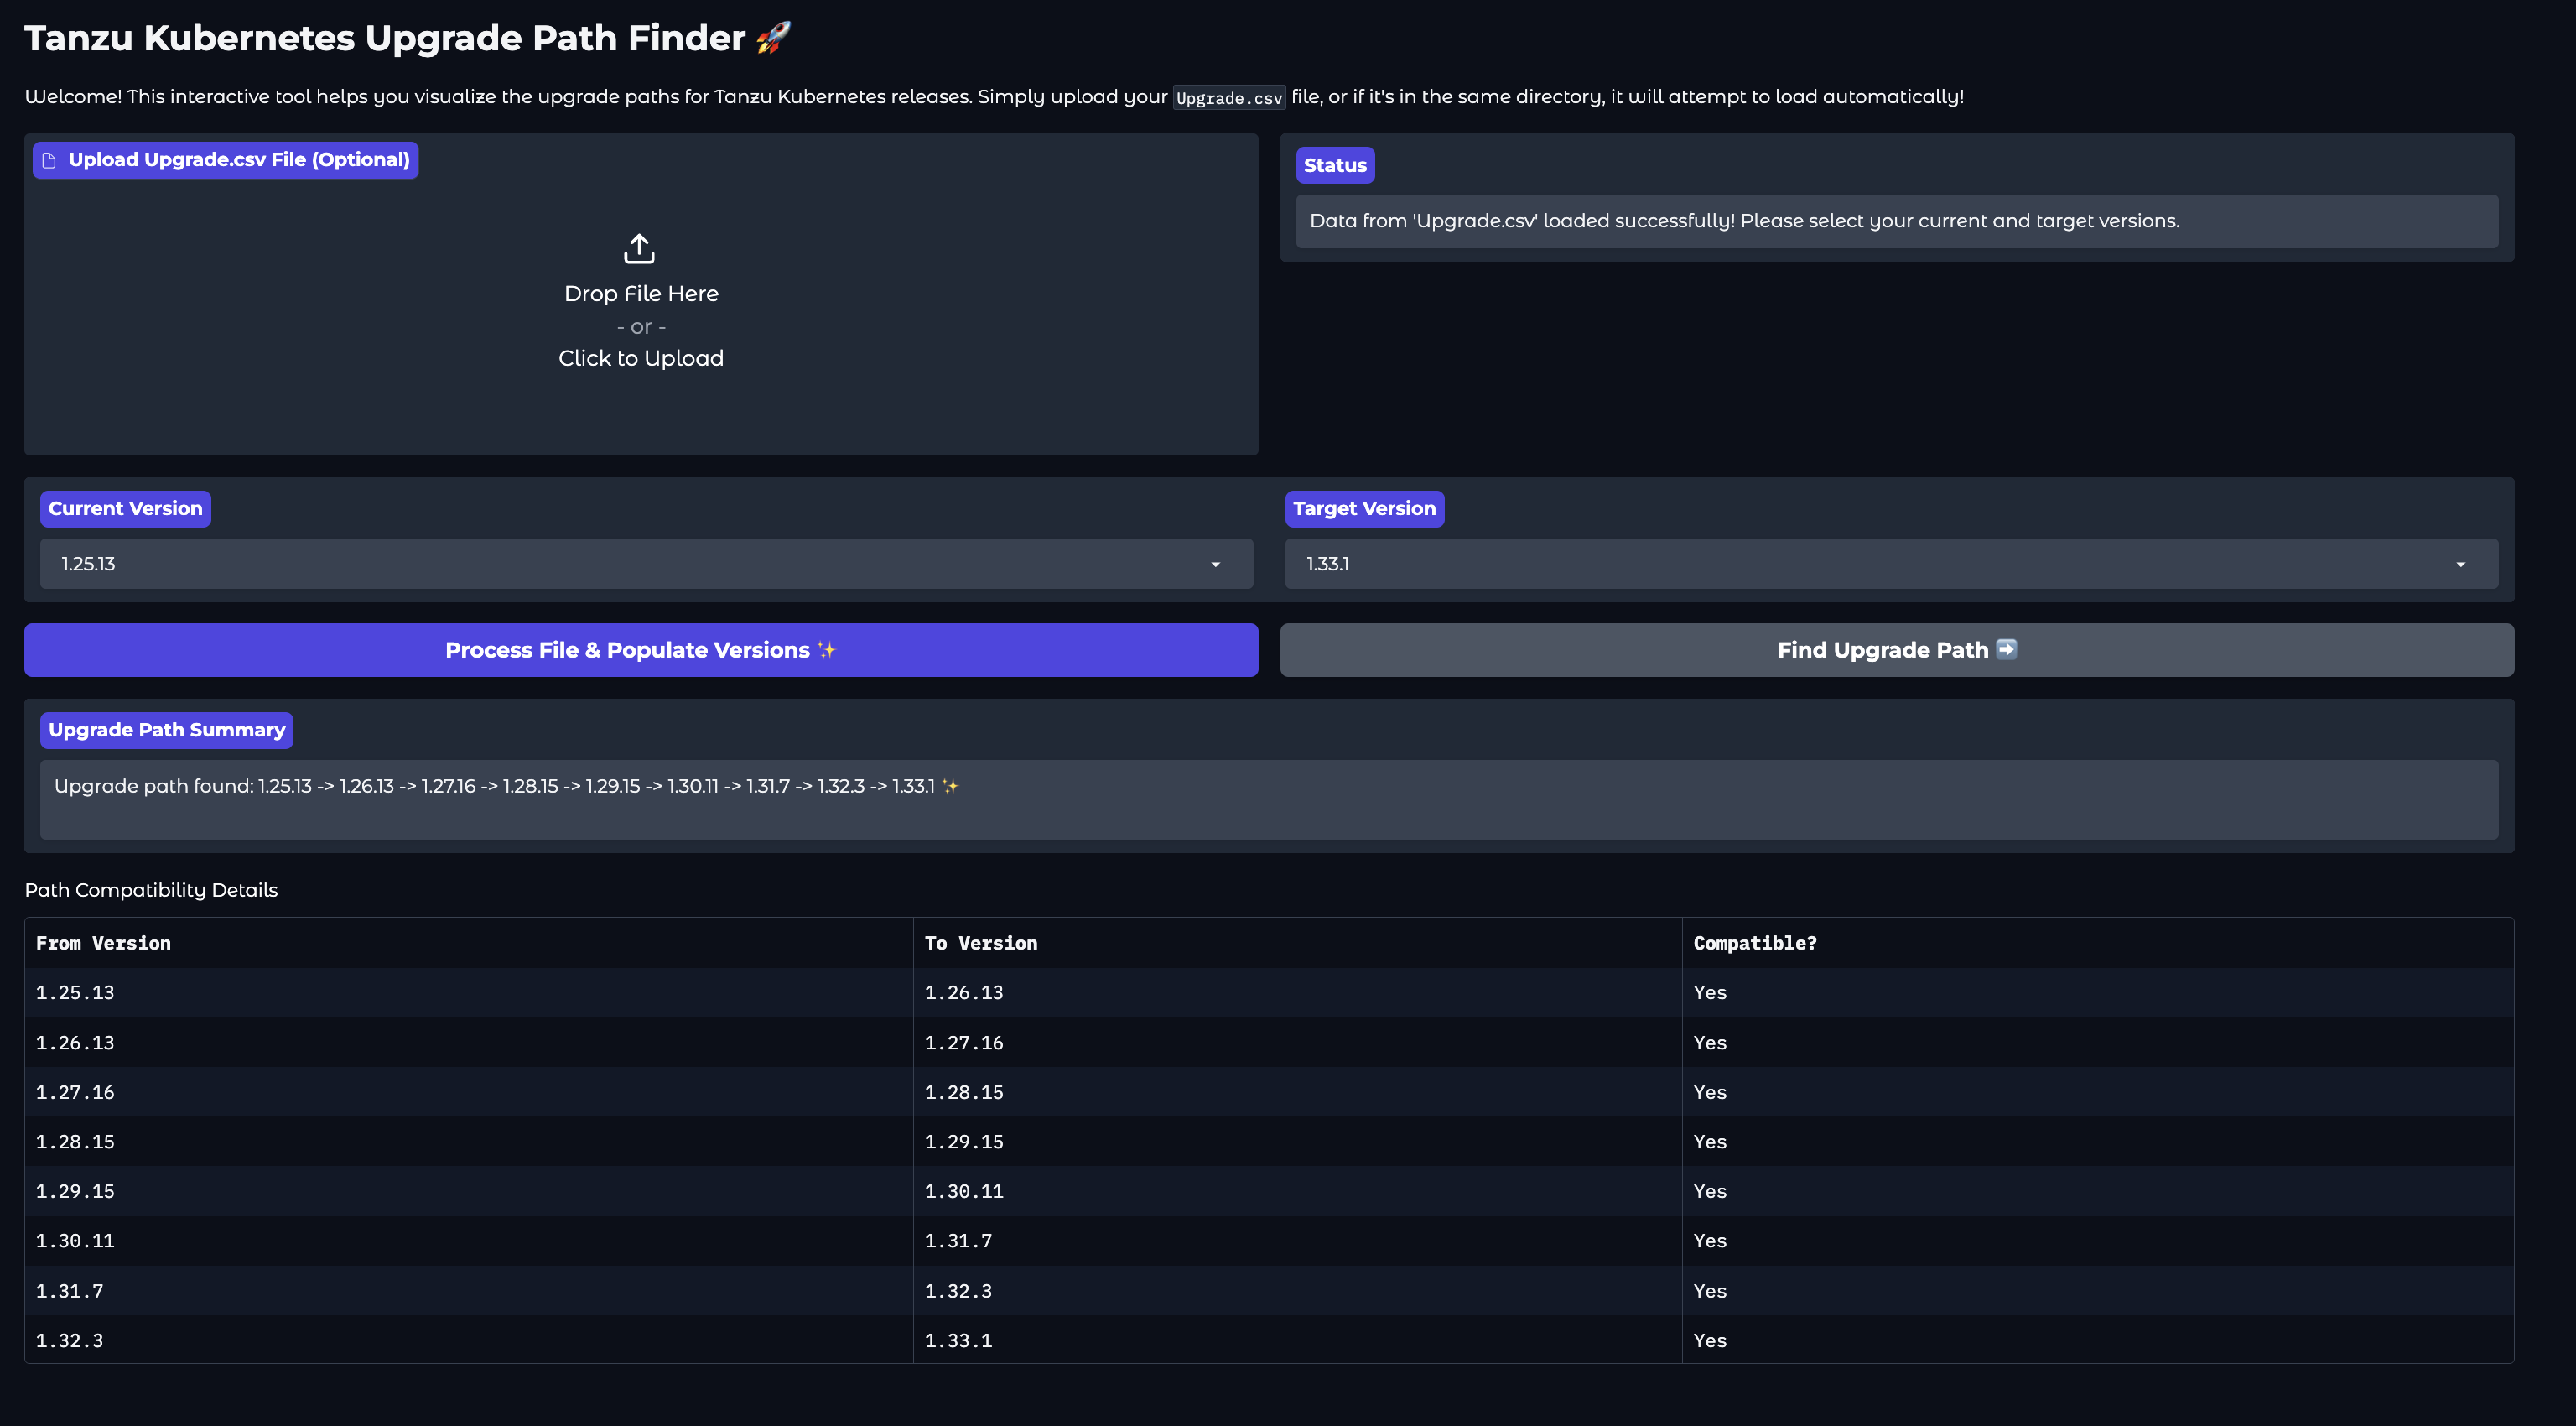 Tanzu Kubernetes Upgrade Path Finder 🚀
Welcome! This interactive tool helps you visualize the upgrade paths for Tanzu Kubernetes releases. Simply upload your Upgrade.csv file, or if it's in the same directory, it will attempt to load automatically!
Upload Upgrade.csv File (Optional)
Drop File Here
- or -
Click to Upload
Status
Data from 'Upgrade.csv' loaded successfully! Please select your current and target versions.
Current Version
1.25.13
Target Version
1.33.1
Process File & Populate Versions ✨
Find Upgrade Path ➡️
Upgrade Path Summary
Upgrade path found: 1.25.13 -> 1.26.13 -> 1.27.16 -> 1.28.15 -> 1.29.15 -> 1.30.11 -> 1.31.7 -> 1.32.3 -> 1.33.1 ✨
Path Compatibility Details
From Version To Version Compatible?
1.25.13 1.26.13 Yes
1.26.13 1.27.16 Yes
1.27.16 1.28.15 Yes
1.28.15 1.29.15 Yes
1.29.15 1.30.11 Yes
1.30.11 1.31.7 Yes
1.31.7 1.32.3 Yes
1.32.3 1.33.1 Yes